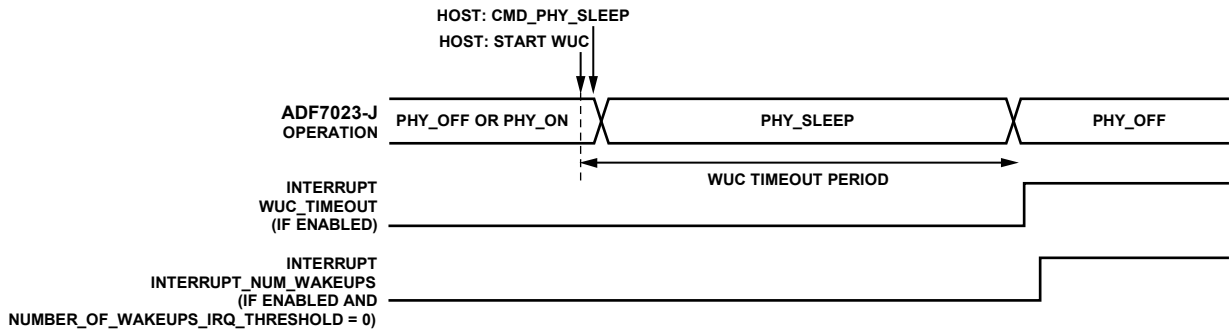 HOST: CMD_PHY_SLEEP
HOST: START WUC
ADF7023-J
OPERATION
PHY_OFF OR PHY_ON
PHY_SLEEP
PHY_OFF
WUC TIMEOUT PERIOD
INTERRUPT
WUC_TIMEOUT
(IF ENABLED)
INTERRUPT
INTERRUPT_NUM_WAKEUPS
(IF ENABLED AND
NUMBER_OF_WAKEUPS_IRQ_THRESHOLD = 0)